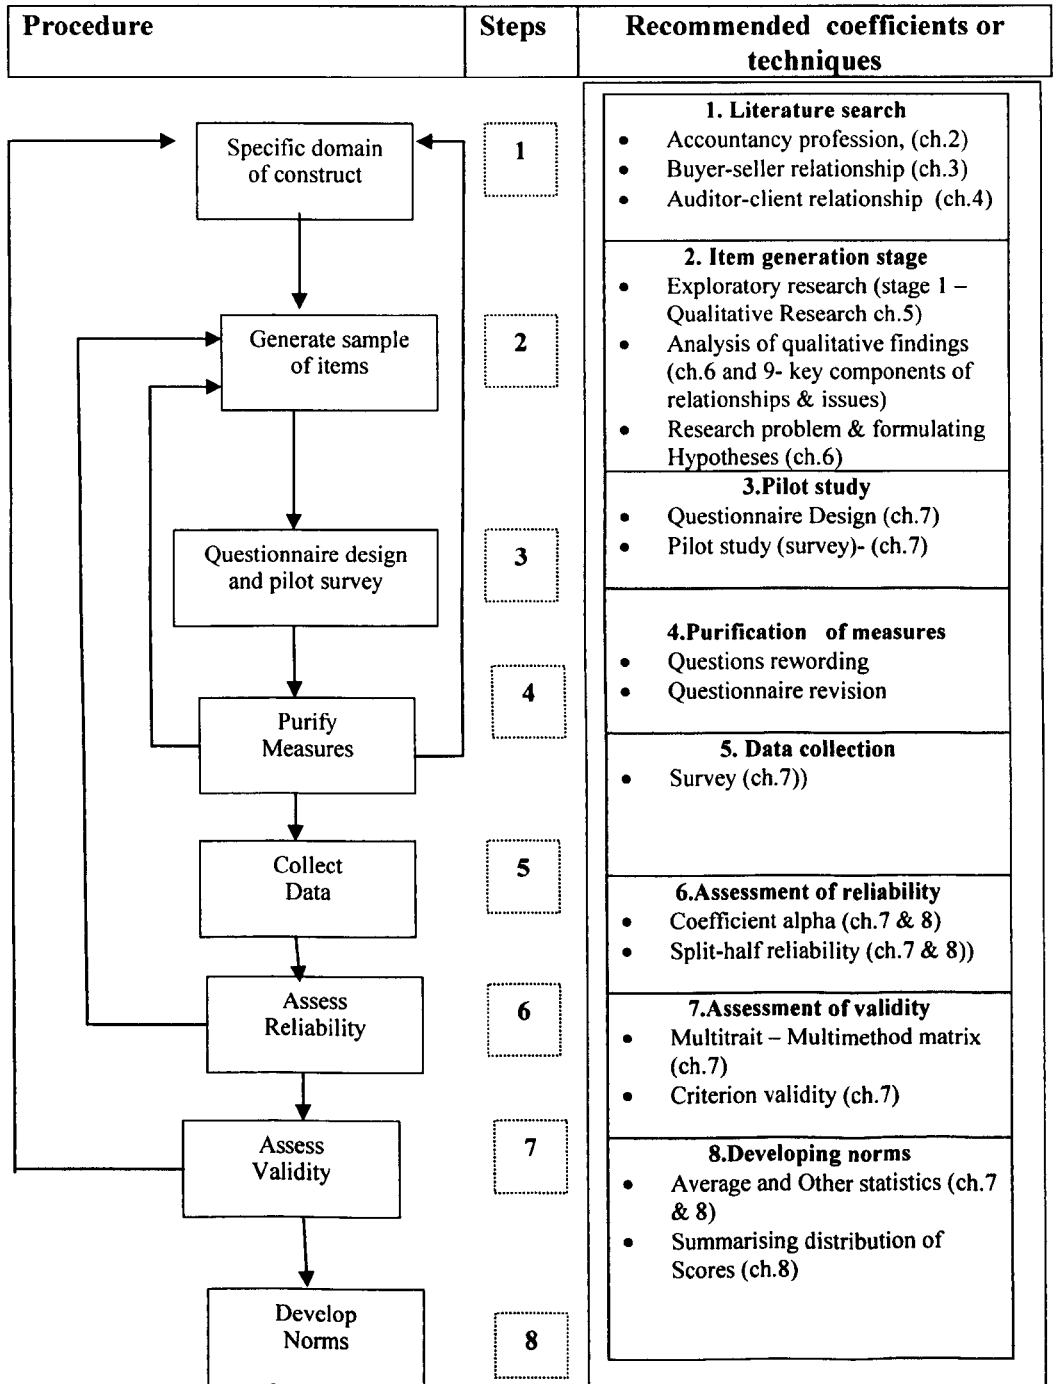 Procedure
Steps
Recommended coefficients or
techniques
Specific domain
of construct
1
1. Literature search
• Accountancy profession, (ch.2)
• Buyer-seller relationship (ch.3)
• Auditor-client relationship (ch.4)
Generate sample
of items
2
2. Item generation stage
• Exploratory research (stage 1 –
Qualitative Research ch.5)
• Analysis of qualitative findings
(ch.6 and 9- key components of
relationships & issues)
• Research problem & formulating
Hypotheses (ch.6)
Questionnaire design
and pilot survey
3
3.Pilot study
• Questionnaire Design (ch.7)
• Pilot study (survey)- (ch.7)
Purify
Measures
4
4.Purification of measures
• Questions rewording
• Questionnaire revision
Collect
Data
5
5. Data collection
• Survey (ch.7))
Assess
Reliability
6
6.Assessment of reliability
• Coefficient alpha (ch.7 & 8)
• Split-half reliability (ch.7 & 8))
Assess
Validity
7
7.Assessment of validity
• Multitrait – Multimethod matrix
(ch.7)
• Criterion validity (ch.7)
Develop
Norms
8
8.Developing norms
• Average and Other statistics (ch.7
& 8)
• Summarising distribution of
Scores (ch.8)